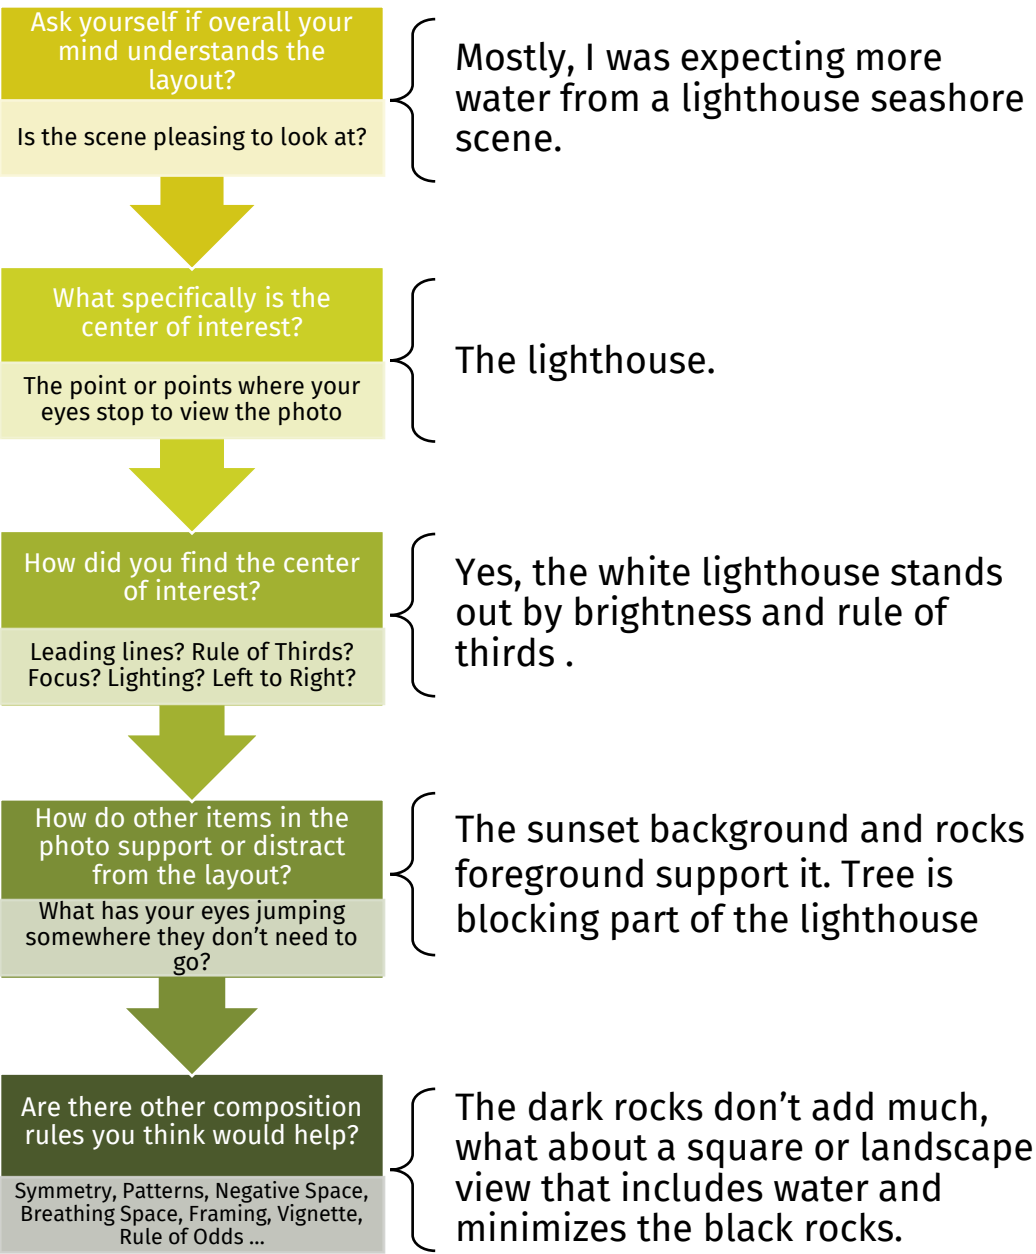 Ask yourself if overall your
mind understands the
layout?
Is the scene pleasing to look at?
Mostly, I was expecting more
water from a lighthouse seashore
scene.
What specifically is the
center of interest?
The point or points where your
eyes stop to view the photo
The lighthouse.
How did you find the center
of interest?
Leading lines? Rule of Thirds?
Focus? Lighting? Left to Right?
Yes, the white lighthouse stands
out by brightness and rule of
thirds .
How do other items in the
photo support or distract
from the layout?
What has your eyes jumping
somewhere they don’t need to
go?
The sunset background and rocks
foreground support it. Tree is
blocking part of the lighthouse
Are there other composition
rules you think would help?
Symmetry, Patterns, Negative Space,
Breathing Space, Framing, Vignette,
Rule of Odds ...
The dark rocks don’t add much,
what about a square or landscape
view that includes water and
minimizes the black rocks.